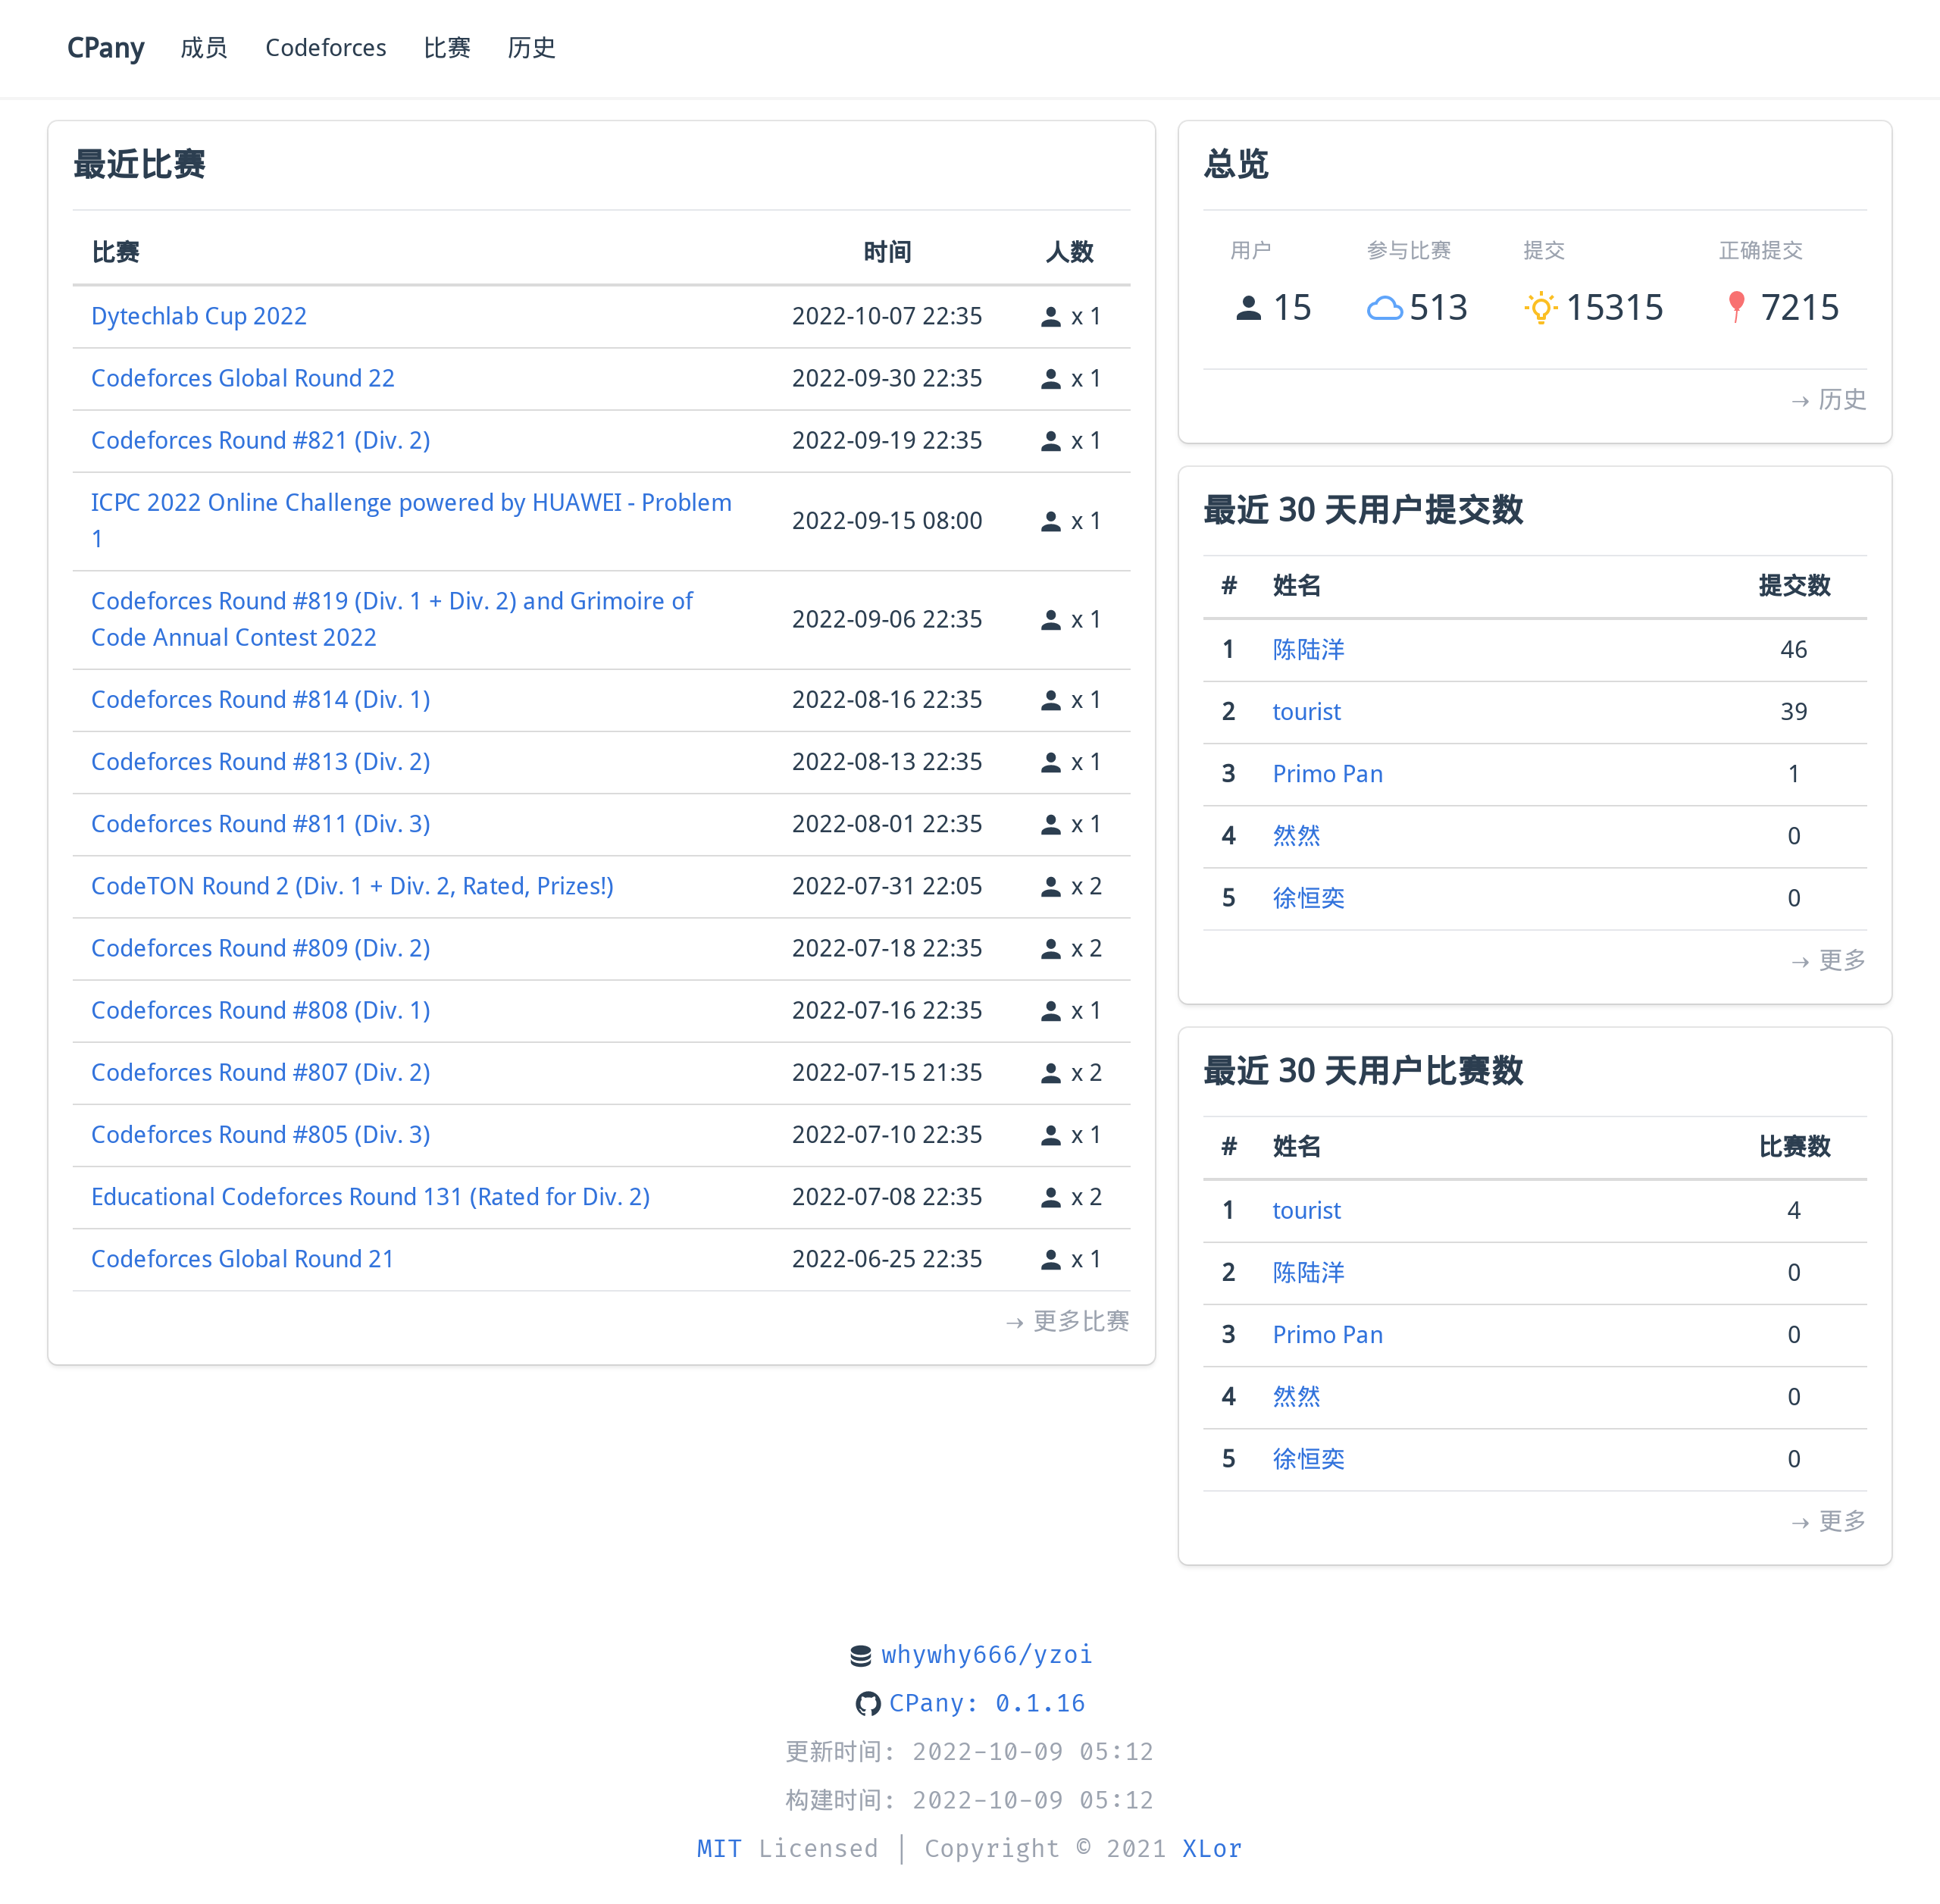 CPany 成员 Codeforces 比赛 历史
最近比赛
比赛 时间 人数
Dytechlab Cup 2022 2022-10-07 22:35 x 1
Codeforces Global Round 22 2022-09-30 22:35 x 1
Codeforces Round #821 (Div. 2) 2022-09-19 22:35 x 1
ICPC 2022 Online Challenge powered by HUAWEI - Problem
1 2022-09-15 08:00 x 1
Codeforces Round #819 (Div. 1 + Div. 2) and Grimoire of
Code Annual Contest 2022 2022-09-06 22:35 x 1
Codeforces Round #814 (Div. 1) 2022-08-16 22:35 x 1
Codeforces Round #813 (Div. 2) 2022-08-13 22:35 x 1
Codeforces Round #811 (Div. 3) 2022-08-01 22:35 x 1
CodeTON Round 2 (Div. 1 + Div. 2, Rated, Prizes!) 2022-07-31 22:05 x 2
Codeforces Round #809 (Div. 2) 2022-07-18 22:35 x 2
Codeforces Round #808 (Div. 1) 2022-07-16 22:35 x 1
Codeforces Round #807 (Div. 2) 2022-07-15 21:35 x 2
Codeforces Round #805 (Div. 3) 2022-07-10 22:35 x 1
Educational Codeforces Round 131 (Rated for Div. 2) 2022-07-08 22:35 x 2
Codeforces Global Round 21 2022-06-25 22:35 x 1
→ 更多比赛
总览
用户 参与比赛 提交 正确提交
15 513 15315 7215
→ 历史
最近 30 天用户提交数
# 姓名 提交数
1 陈陆洋 46
2 tourist 39
3 Primo Pan 1
4 然然 0
5 徐恒奕 0
→ 更多
最近 30 天用户比赛数
# 姓名 比赛数
1 tourist 4
2 陈陆洋 0
3 Primo Pan 0
4 然然 0
5 徐恒奕 0
→ 更多
whywhy666/yzoi
CPany: 0.1.16
更新时间: 2022-10-09 05:12
构建时间: 2022-10-09 05:12
MIT Licensed | Copyright © 2021 XLor